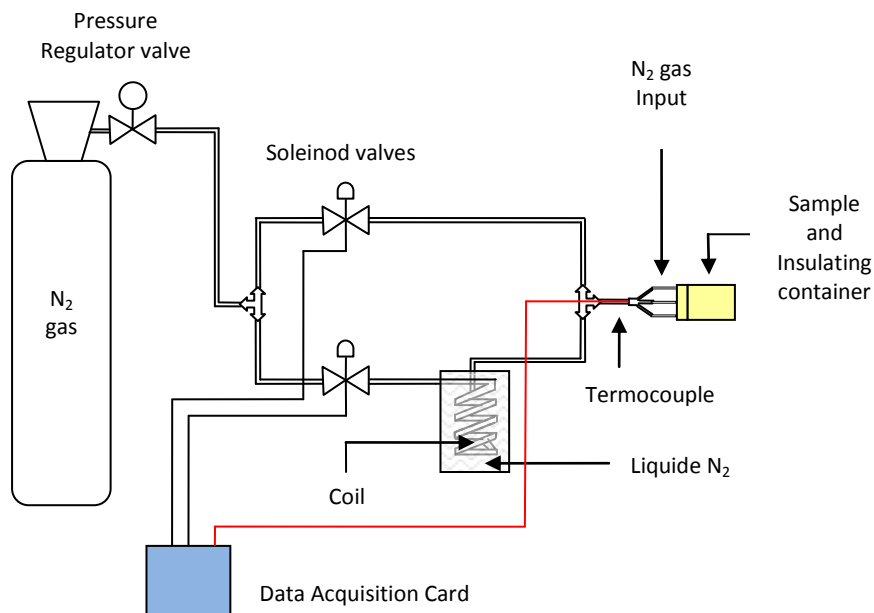 Pressure
Regulator valve
N₂ gas
Input
Soleinod valves
Sample
and
Insulating
container
N₂
gas
Termocouple
Liquide N₂
Coil
Data Acquisition Card